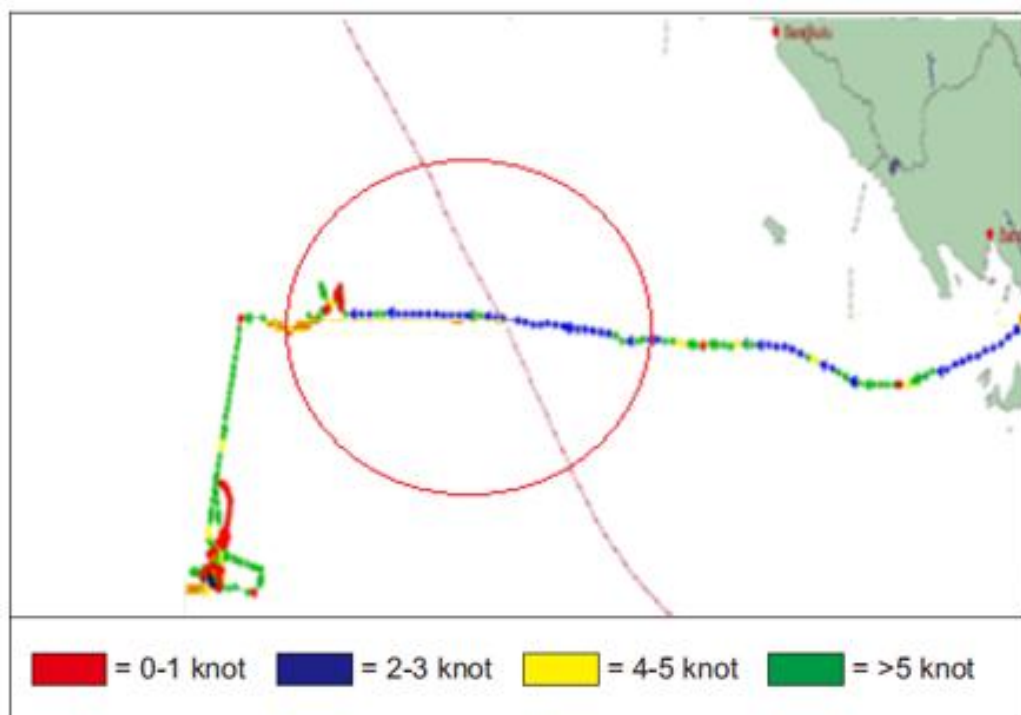 = 0-1 knot = 2-3 knot = 4-5 knot = >5 knot